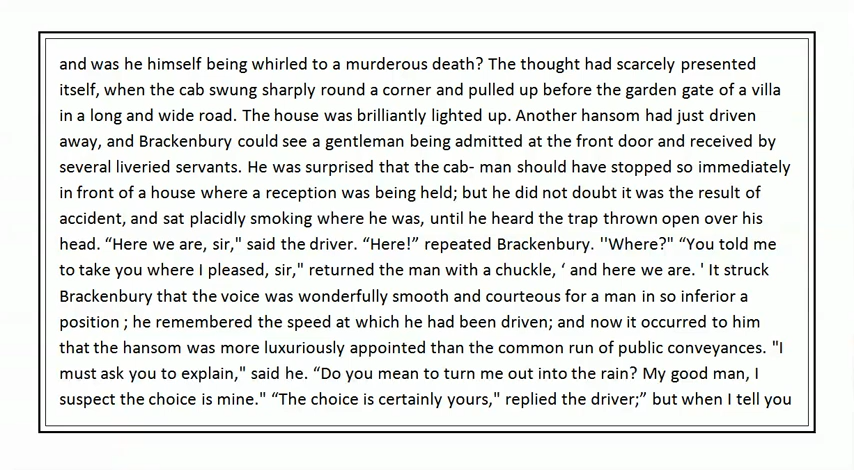 and was he himself being whirled to a murderous death? The thought had scarcely presented
itself, when the cab swung sharply round a corner and pulled up before the garden gate of a villa
in a long and wide road. The house was brilliantly lighted up. Another hansom had just driven
away, and Brackenbury could see a gentleman being admitted at the front door and received by
several liveried servants. He was surprised that the cab- man should have stopped so immediately
in front of a house where a reception was being held; but he did not doubt it was the result of
accident, and sat placidly smoking where he was, until he heard the trap thrown open over his
head. “Here we are, sir," said the driver. “Here!” repeated Brackenbury. ''Where?" “You told me
to take you where I pleased, sir," returned the man with a chuckle, ‘ and here we are. ' It struck
Brackenbury that the voice was wonderfully smooth and courteous for a man in so inferior a
position ; he remembered the speed at which he had been driven; and now it occurred to him
that the hansom was more luxuriously appointed than the common run of public conveyances. "I
must ask you to explain," said he. “Do you mean to turn me out into the rain? My good man, I
suspect the choice is mine." “The choice is certainly yours," replied the driver;” but when I tell you